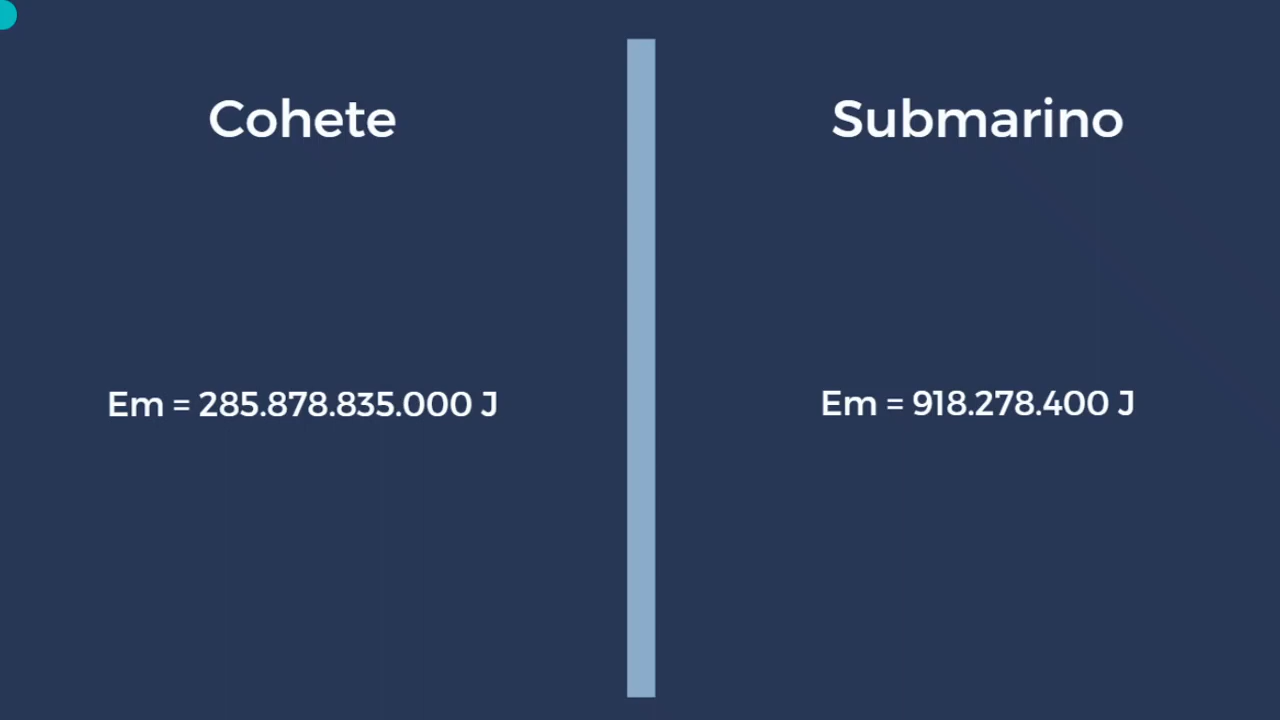 Cohete
Em = 285.878.835.000 J
Submarino
Em = 918.278.400 J